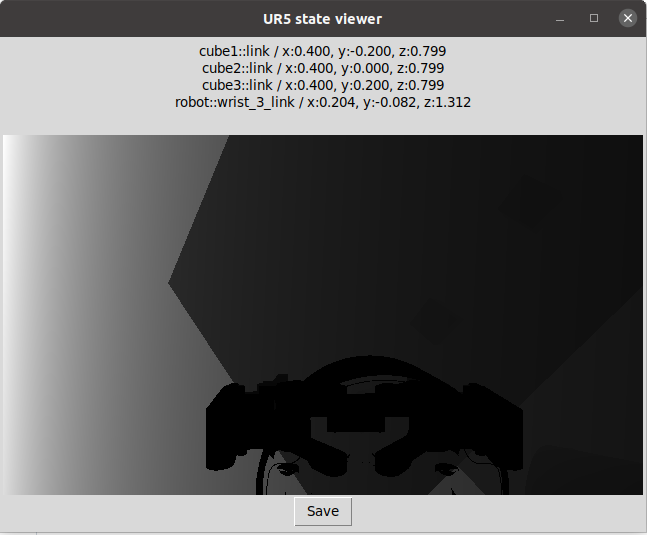 UR5 state viewer
cube1::link / x:0.400, y:-0.200, z:0.799
cube2::link / x:0.400, y:0.000, z:0.799
cube3::link / x:0.400, y:0.200, z:0.799
robot::wrist_3_link / x:0.204, y:-0.082, z:1.312
Save